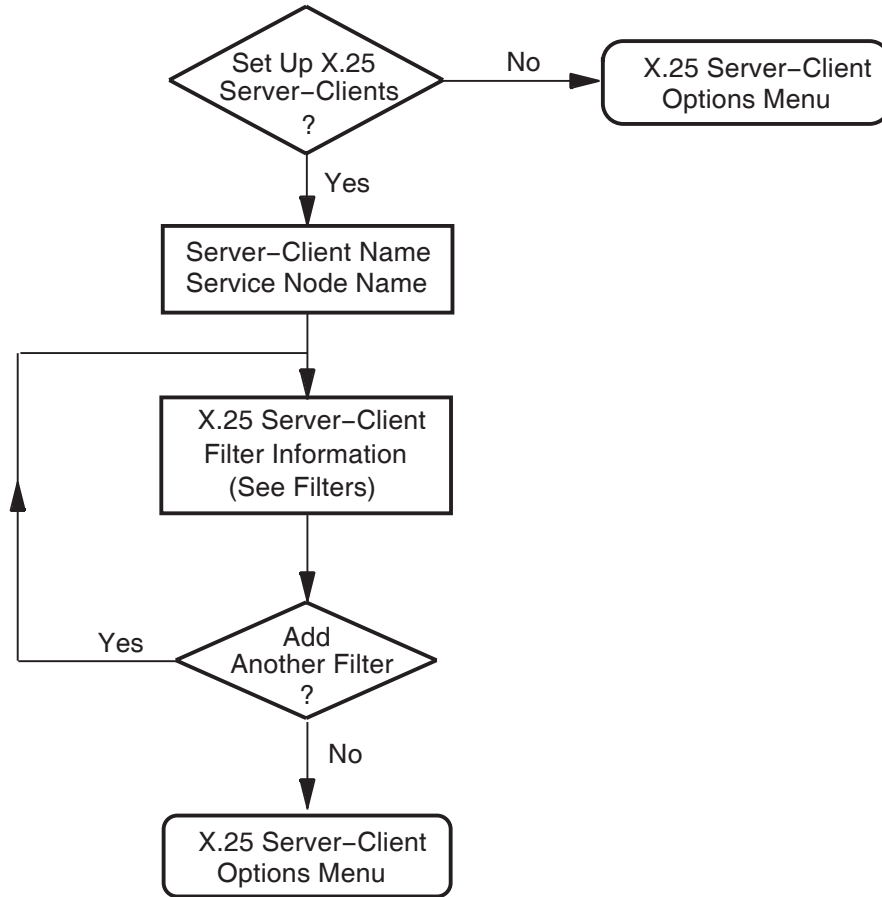 Set Up X.25
Server–Clients
?
No
X.25 Server–Client
Options Menu
Yes
Server–Client Name
Service Node Name
X.25 Server–Client
Filter Information
(See Filters)
Yes
Add
Another Filter
?
No
X.25 Server–Client
Options Menu